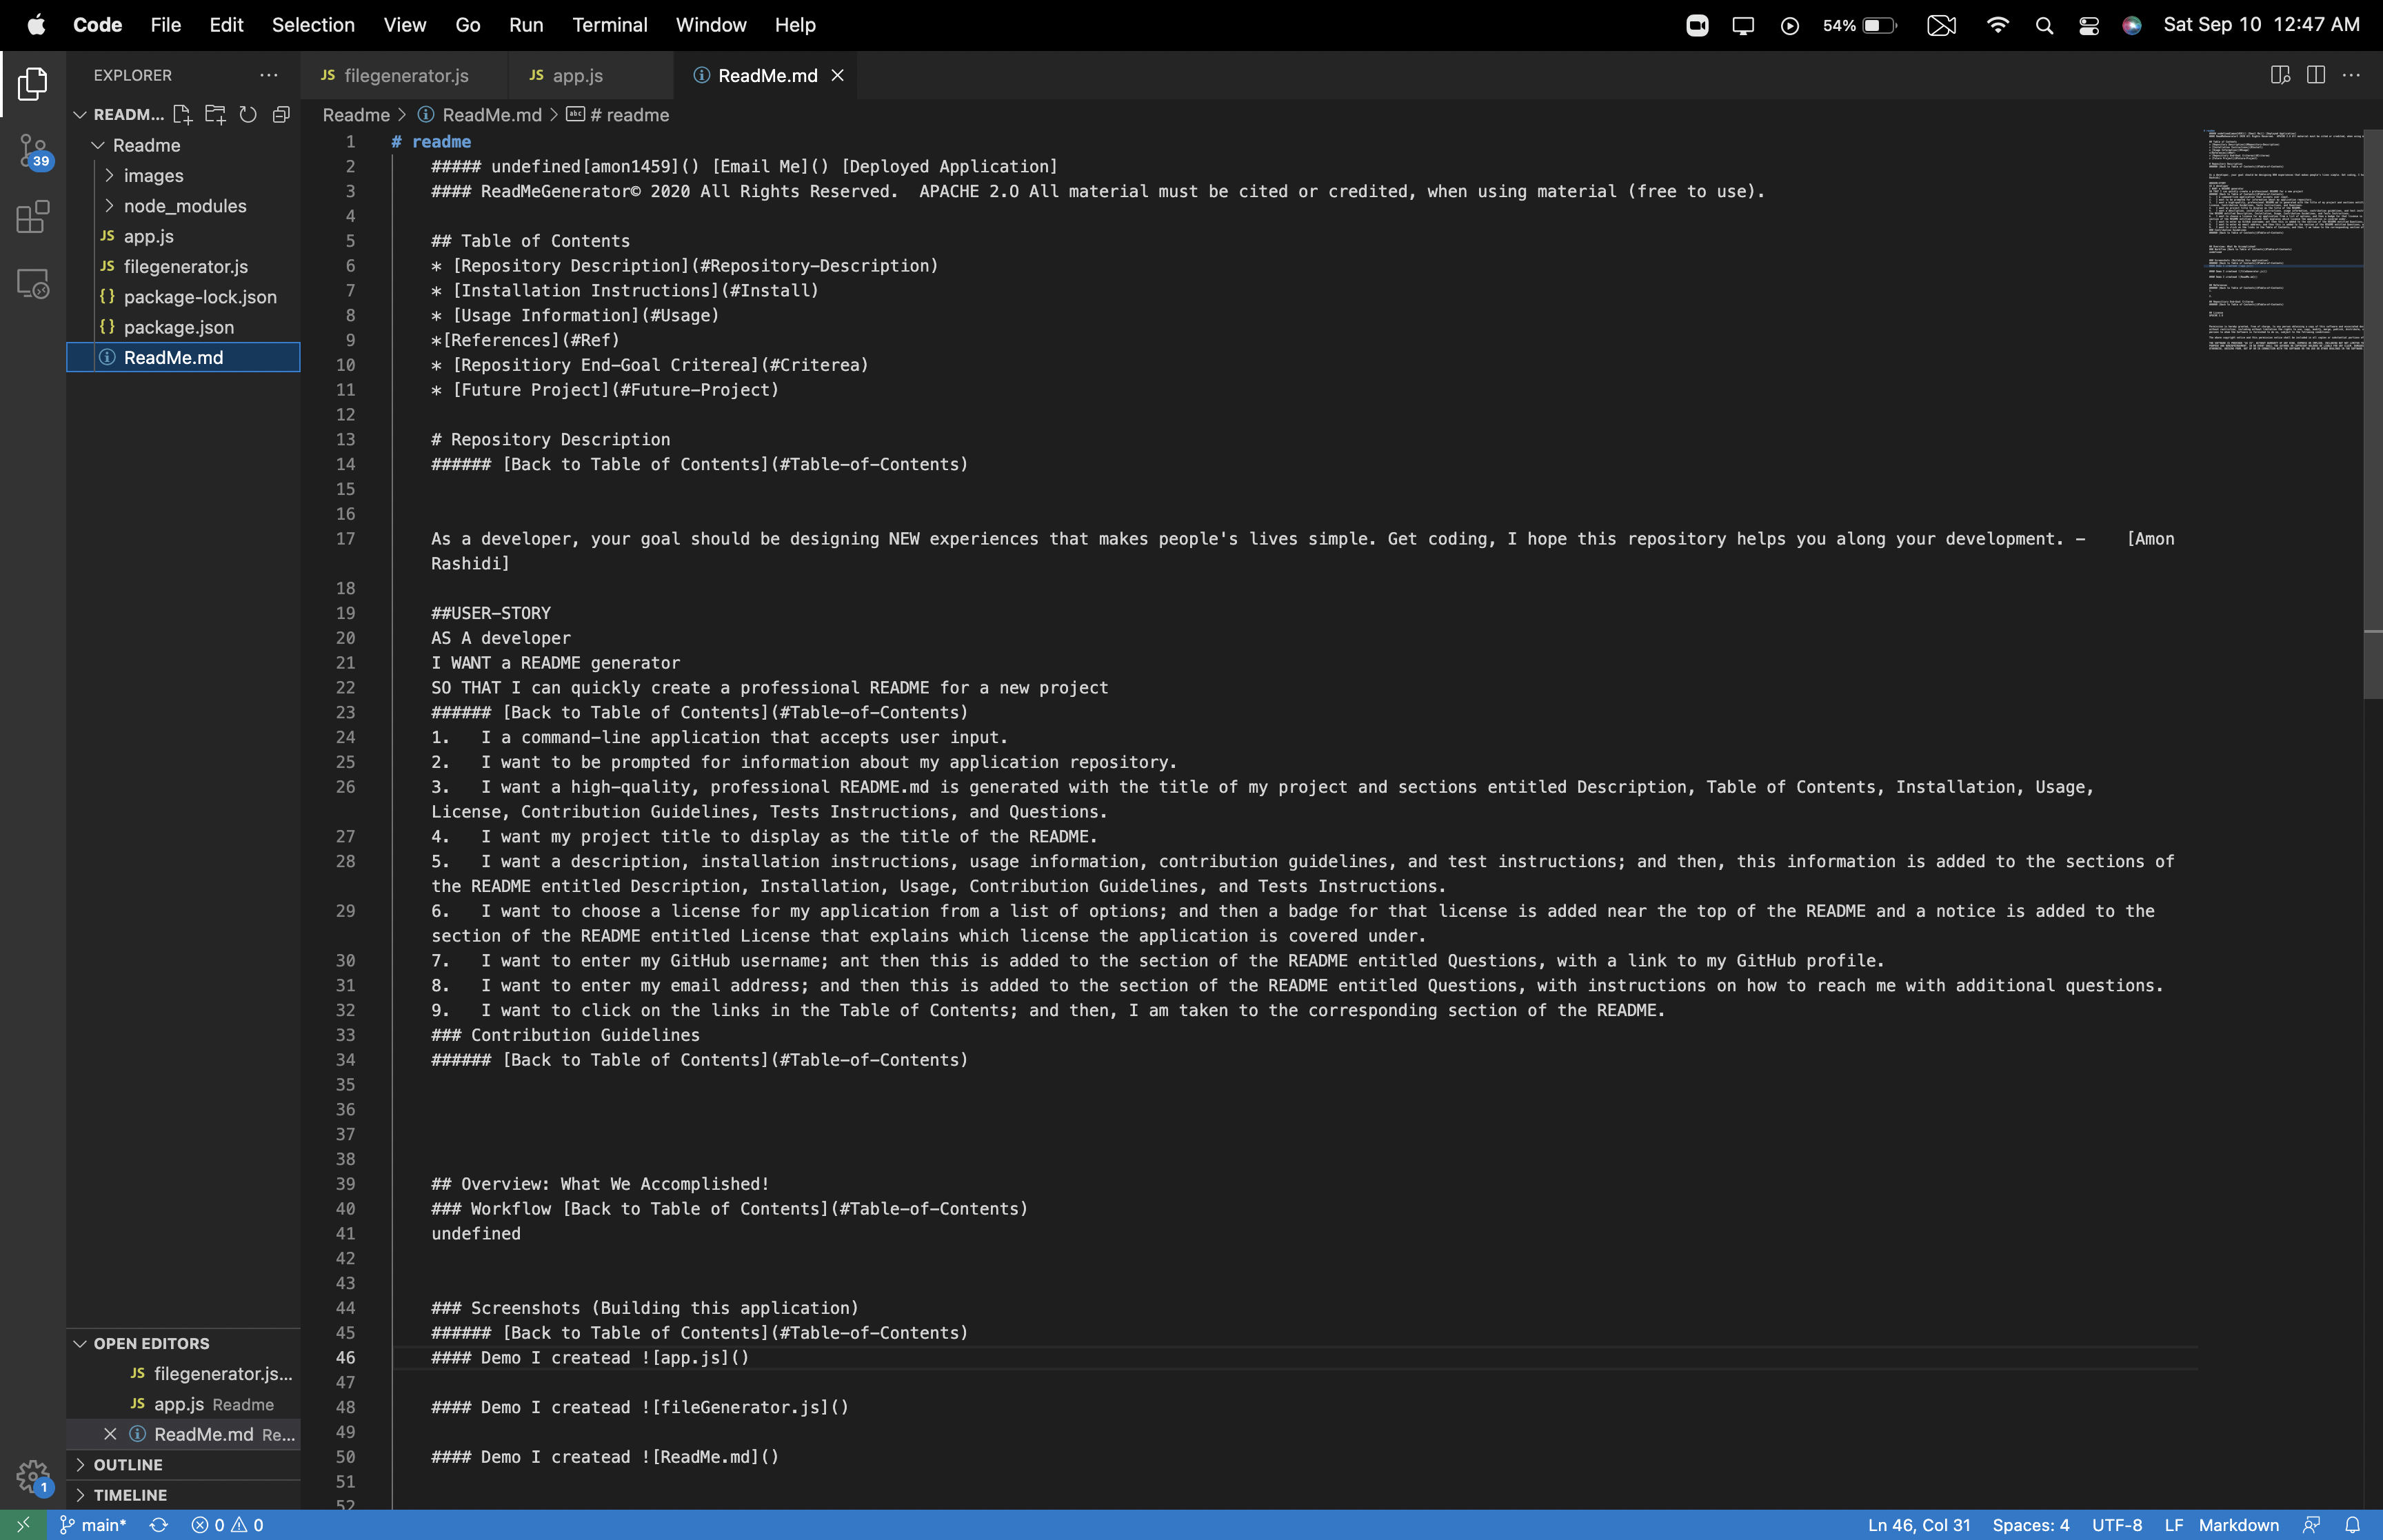 Code File Edit Selection View Go Run Terminal Window Help 54% Sat Sep 10 12:47 AM
EXPLORER
JS filegenerator.js
JS app.js
ReadMe.md
READM...
Readme > ReadMe.md > # readme
Readme
images
node_modules
JS app.js
JS filegenerator.js
{} package-lock.json
{} package.json
ReadMe.md
39
1 # readme
2 ##### undefined[amon1459]() [Email Me]() [Deployed Application]
3 #### ReadMeGenerator© 2020 All Rights Reserved.  APACHE 2.0 All material must be cited or credited, when using material (free to use).
4
5 ## Table of Contents
6 * [Repository Description](#Repository-Description)
7 * [Installation Instructions](#Install)
8 * [Usage Information](#Usage)
9 *[References](#Ref)
10 * [Repositiory End-Goal Criterea](#Criterea)
11 * [Future Project](#Future-Project)
12
13 # Repository Description
14 ###### [Back to Table of Contents](#Table-of-Contents)
15
16
17 As a developer, your goal should be designing NEW experiences that makes people's lives simple. Get coding, I hope this repository helps you along your development. -    [Amon
Rashidi]
18
19 ##USER-STORY
20 AS A developer
21 I WANT a README generator
22 SO THAT I can quickly create a professional README for a new project
23 ###### [Back to Table of Contents](#Table-of-Contents)
24 1.   I a command-line application that accepts user input.
25 2.   I want to be prompted for information about my application repository.
26 3.   I want a high-quality, professional README.md is generated with the title of my project and sections entitled Description, Table of Contents, Installation, Usage,
License, Contribution Guidelines, Tests Instructions, and Questions.
27 4.   I want my project title to display as the title of the README.
28 5.   I want a description, installation instructions, usage information, contribution guidelines, and test instructions; and then, this information is added to the sections of
the README entitled Description, Installation, Usage, Contribution Guidelines, and Tests Instructions.
29 6.   I want to choose a license for my application from a list of options; and then a badge for that license is added near the top of the README and a notice is added to the
section of the README entitled License that explains which license the application is covered under.
30 7.   I want to enter my GitHub username; ant then this is added to the section of the README entitled Questions, with a link to my GitHub profile.
31 8.   I want to enter my email address; and then this is added to the section of the README entitled Questions, with instructions on how to reach me with additional questions.
32 9.   I want to click on the links in the Table of Contents; and then, I am taken to the corresponding section of the README.
33 ### Contribution Guidelines
34 ###### [Back to Table of Contents](#Table-of-Contents)
35
36
37
38
39 ## Overview: What We Accomplished!
40 ### Workflow [Back to Table of Contents](#Table-of-Contents)
41 undefined
42
43
44 ### Screenshots (Building this application)
45 ###### [Back to Table of Contents](#Table-of-Contents)
46 #### Demo I createad ![app.js]()
47
48 #### Demo I createad ![fileGenerator.js]()
49
50 #### Demo I createad ![ReadMe.md]()
51
52
OPEN EDITORS
JS filegenerator.js...
JS app.js Readme
ReadMe.md Re...
OUTLINE
TIMELINE
1
main* 0 0 Ln 46, Col 31 Spaces: 4 UTF-8 LF Markdown